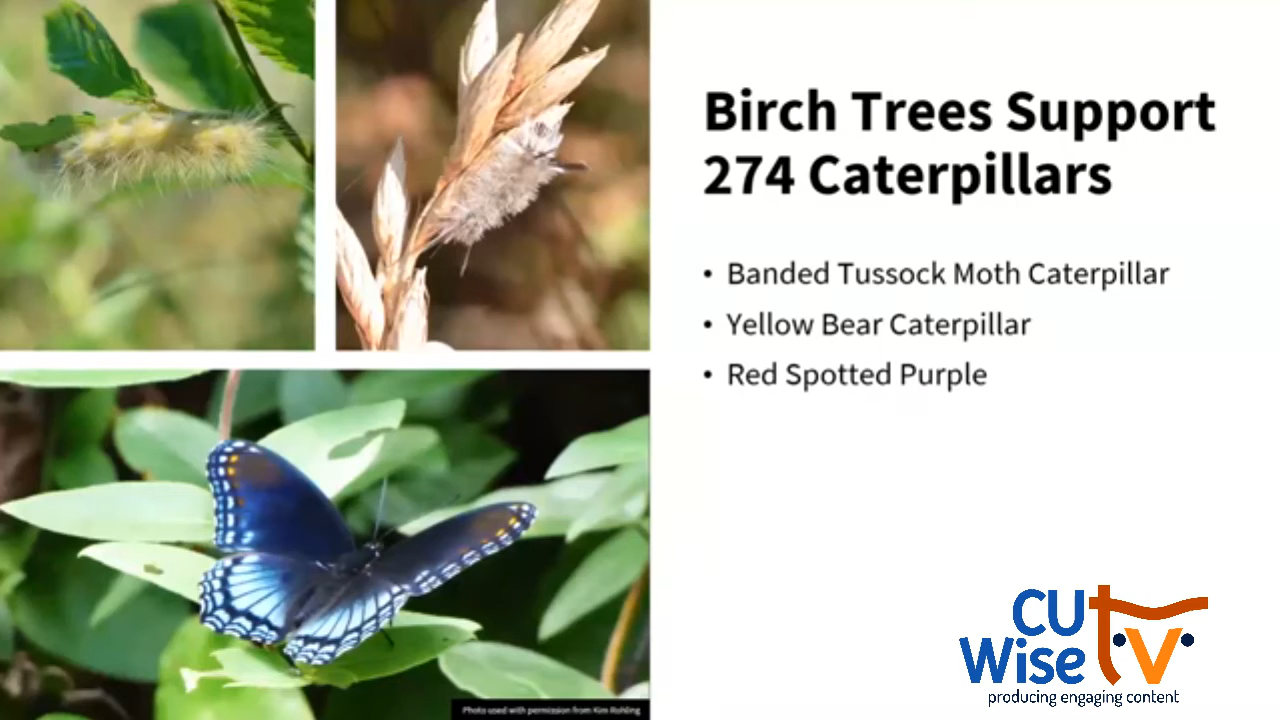 Birch Trees Support
274 Caterpillars
• Banded Tussock Moth Caterpillar
• Yellow Bear Caterpillar
• Red Spotted Purple
Photo used with permission from Kim Rohling
CU
Wise tv
producing engaging content